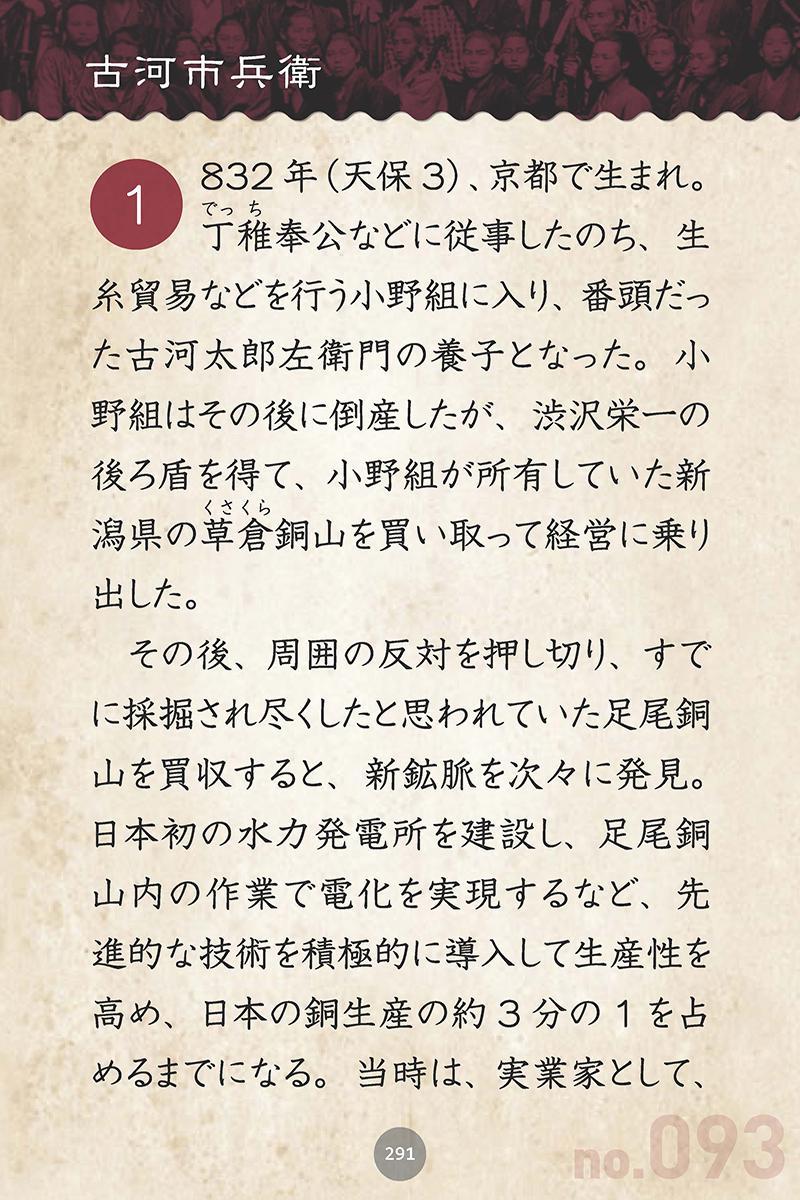 古河市兵衛
1832年（天保3）、京都で生まれ。
でっち
丁稚奉公などに従事したのち、生
糸貿易などを行う小野組に入り、番頭だっ
た古河太郎左衛門の養子となった。小
野組はその後に倒産したが、渋沢栄一の
後ろ盾を得て、小野組が所有していた新
くさくら
潟県の草倉銅山を買い取って経営に乗り
出した。
その後、周囲の反対を押し切り、すで
に採掘され尽くしたと思われていた足尾銅
山を買収すると、新鉱脈を次々に発見。
日本初の水力発電所を建設し、足尾銅
山内の作業で電化を実現するなど、先
進的な技術を積極的に導入して生産性を
高め、日本の銅生産の約3分の1を占
めるまでになる。当時は、実業家として、
291
no.093